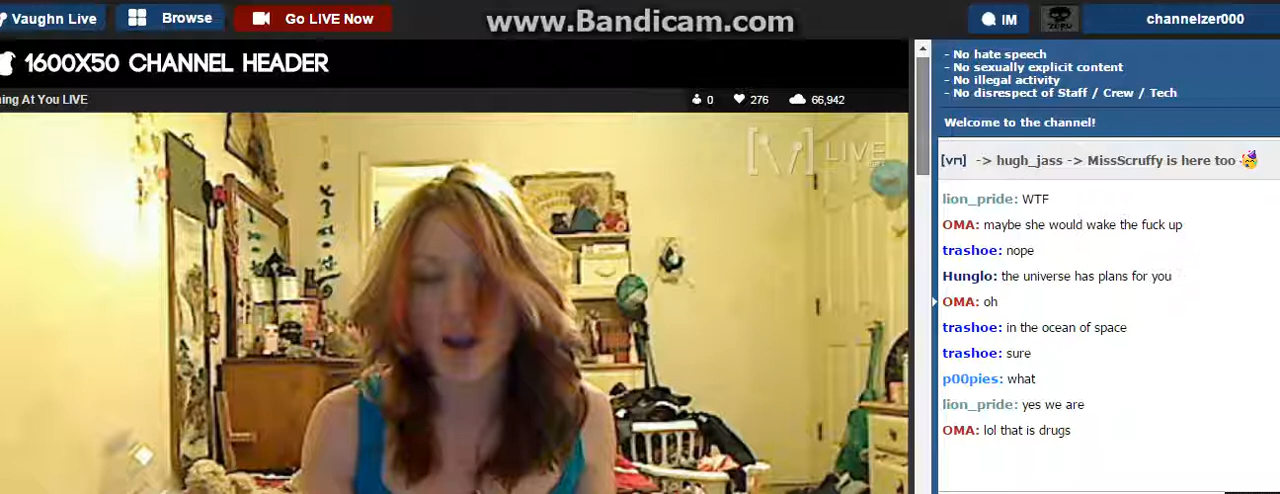 www.Bandicam.com
Vaughn Live
Browse
Go LIVE Now
IM
channelzer000
1600X50 CHANNEL HEADER
ing At You LIVE
0
276
66,942
LIVE
- No hate speech
- No sexually explicit content
- No illegal activity
- No disrespect of Staff / Crew / Tech
Welcome to the channel!
-> hugh_jass -> MissScruffy is here too
lion_pride: WTF
OMA: maybe she would wake the fuck up
trashoe: nope
Hunglo: the universe has plans for you
OMA: oh
trashoe: in the ocean of space
trashoe: sure
p00pies: what
lion_pride: yes we are
OMA: lol that is drugs